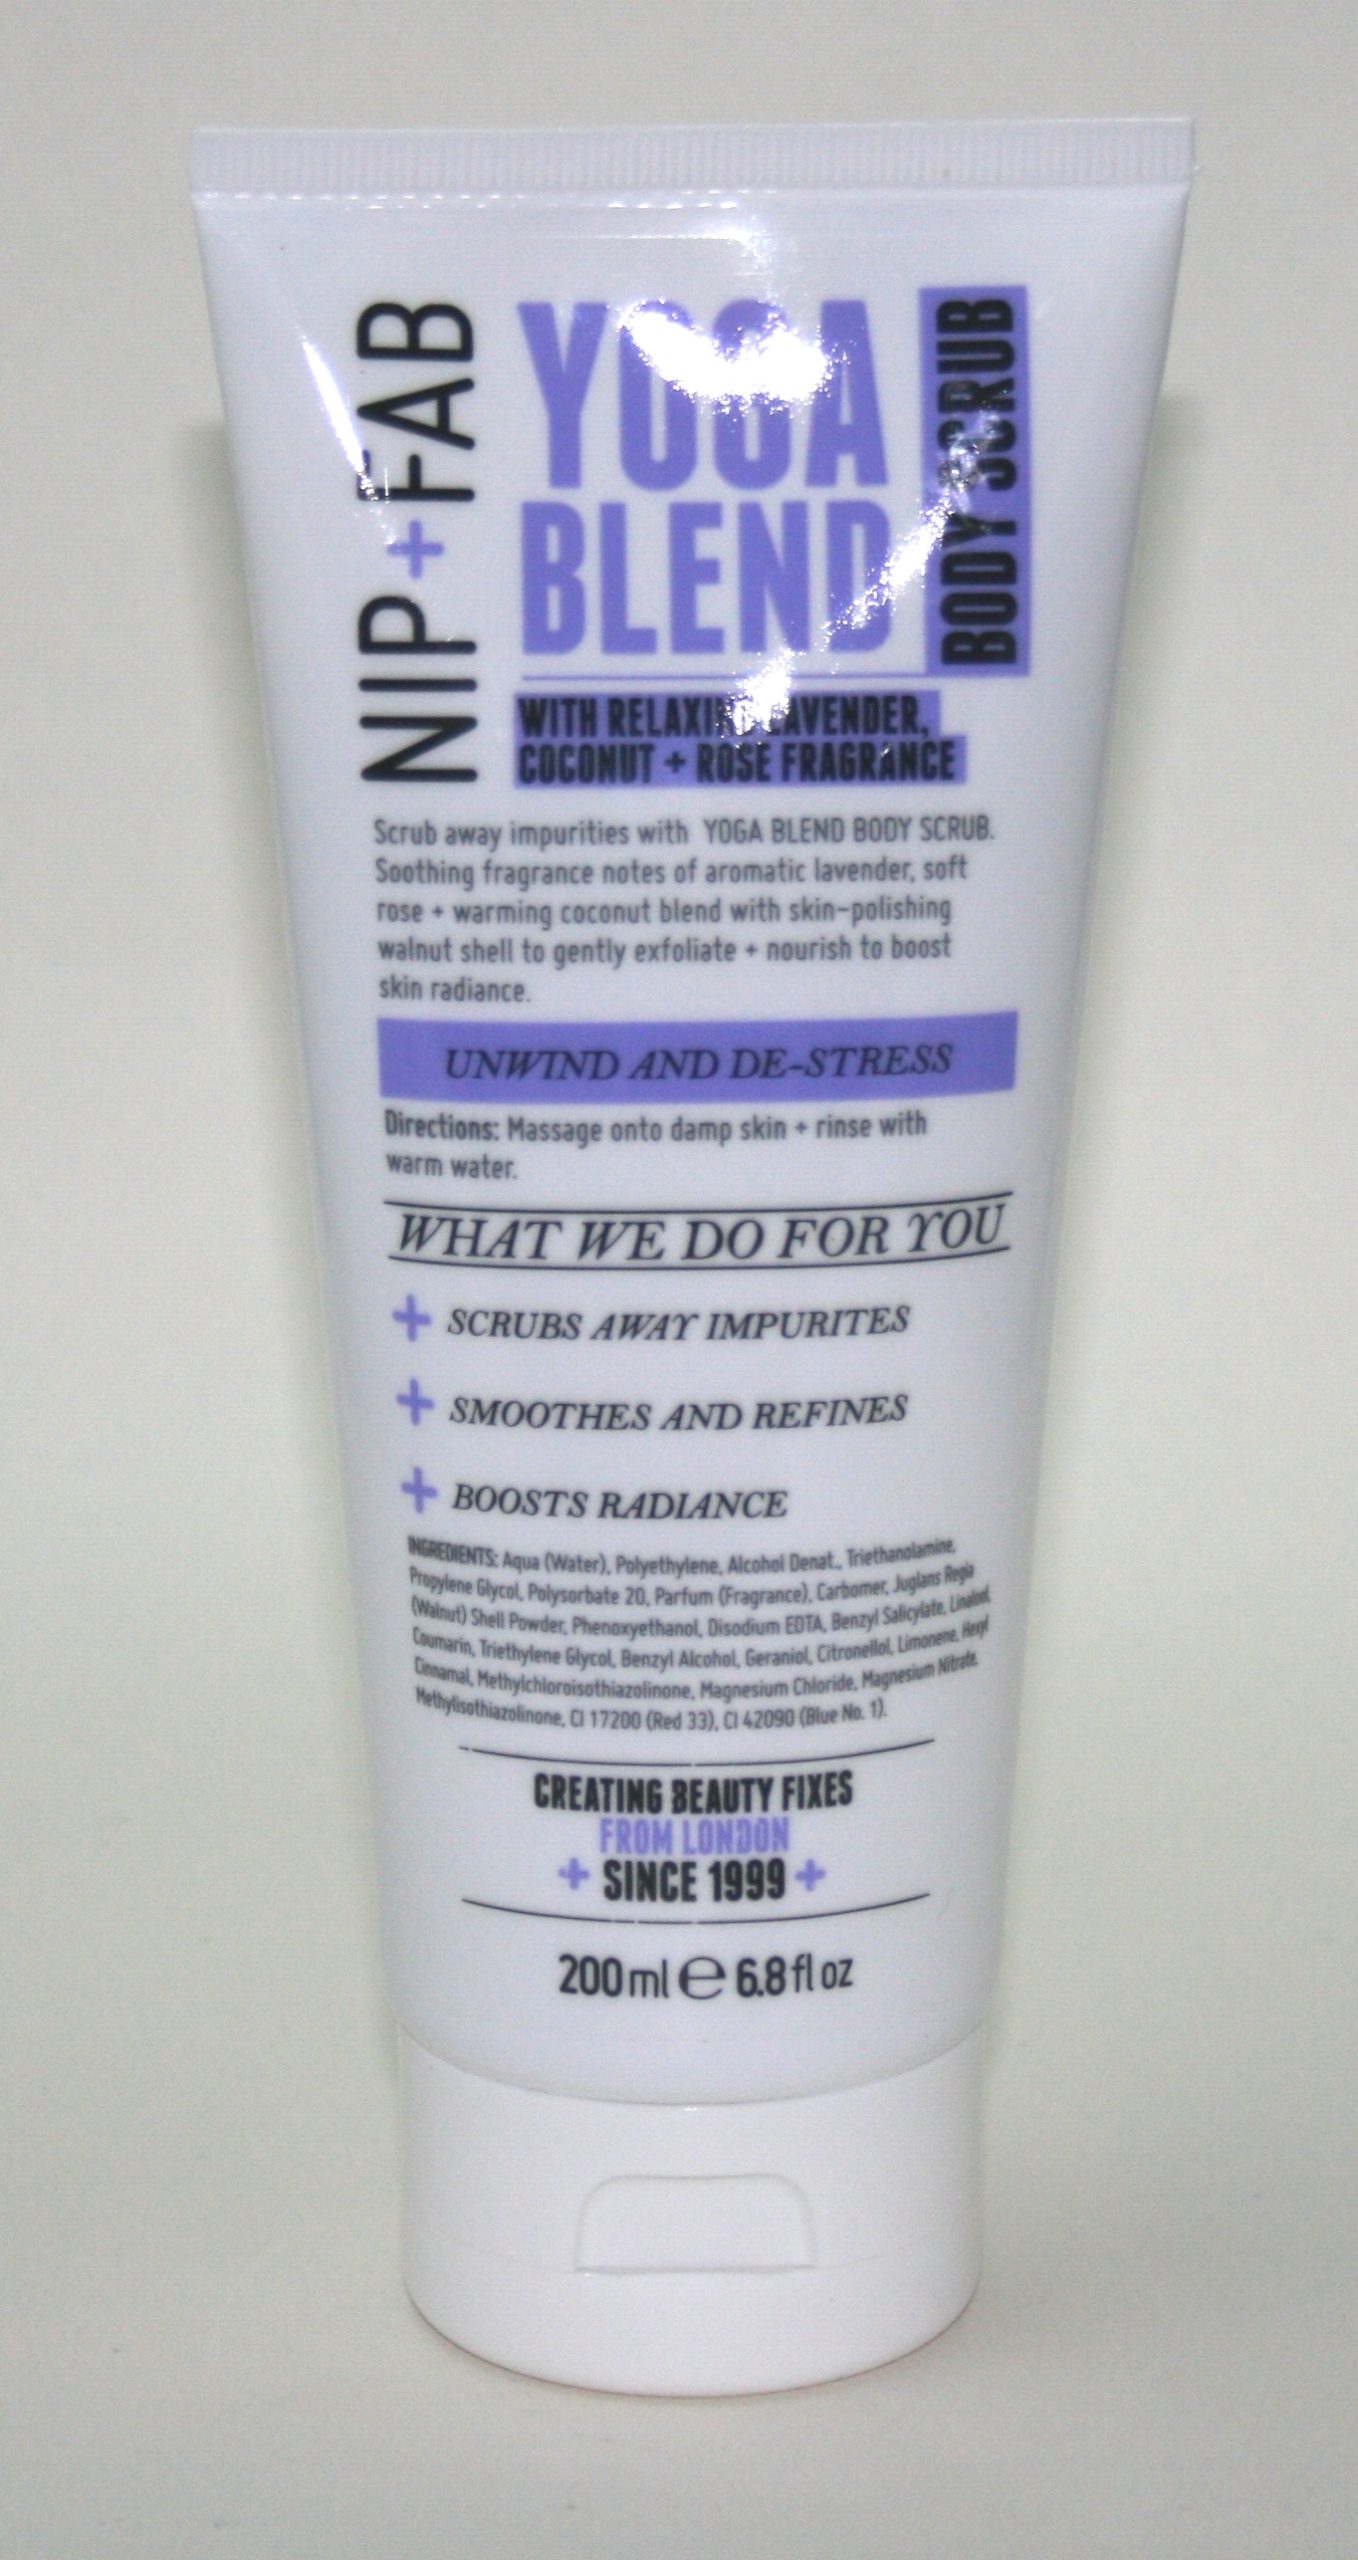 NIP+FAB
YOGA
BLEND
BODY SCRUB
WITH RELAXING LAVENDER,
COCONUT + ROSE FRAGRANCE
Scrub away impurities with YOGA BLEND BODY SCRUB.
Soothing fragrance notes of aromatic lavender, soft
rose + warming coconut blend with skin-polishing
walnut shell to gently exfoliate + nourish to boost
skin radiance.
UNWIND AND DE-STRESS
Directions: Massage onto damp skin + rinse with
warm water.
WHAT WE DO FOR YOU
+ SCRUBS AWAY IMPURITES
+ SMOOTHES AND REFINES
+ BOOSTS RADIANCE
INGREDIENTS: Aqua (Water), Polyethylene, Alcohol Denat., Triethanolamine,
Propylene Glycol, Polysorbate 20, Parfum (Fragrance), Carbomer, Juglans Regia
(Walnut) Shell Powder, Phenoxyethanol, Disodium EDTA, Benzyl Salicylate, Linalool,
Coumarin, Triethylene Glycol, Benzyl Alcohol, Geraniol, Citronellol, Limonene, Hexyl
Cinnamal, Methylchloroisothiazolinone, Magnesium Chloride, Magnesium Nitrate,
Methylisothiazolinone, CI 17200 (Red 33), CI 42090 (Blue No. 1).
CREATING BEAUTY FIXES
FROM LONDON
+ SINCE 1999 +
200ml e 6.8 fl oz